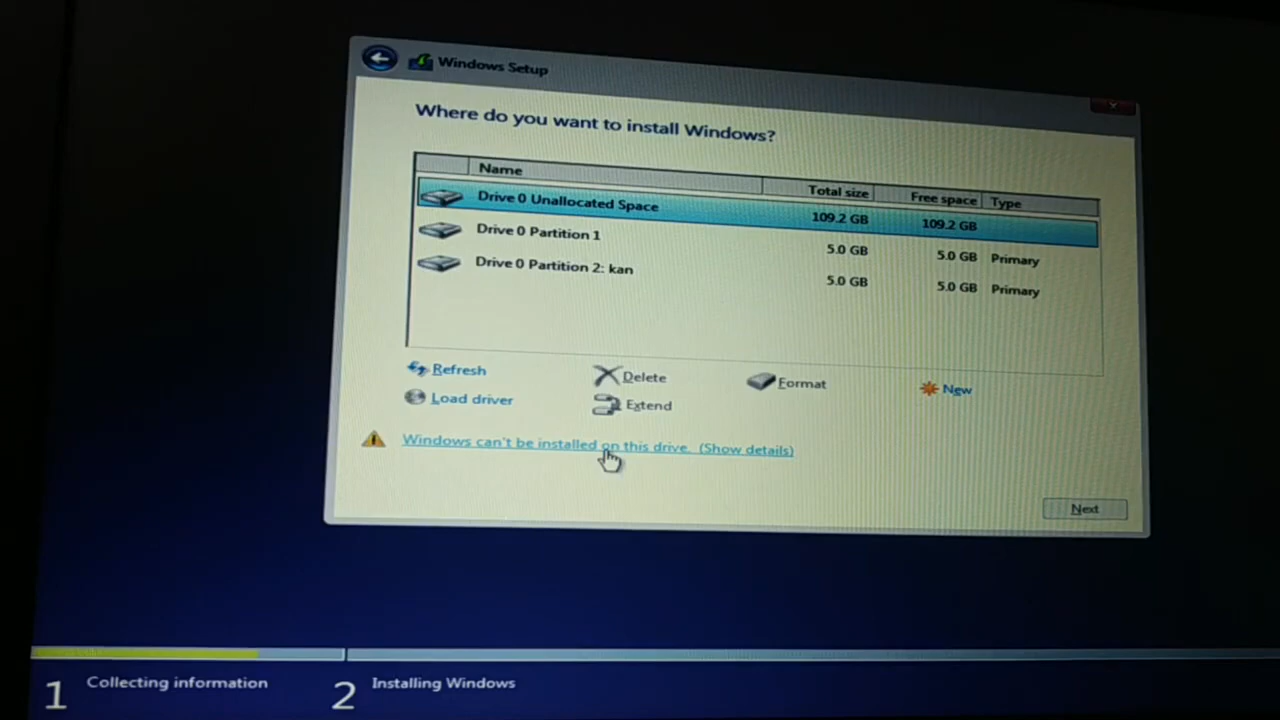 Windows Setup
Where do you want to install Windows?
Name Total size Free space Type
Drive 0 Unallocated Space 109.2 GB 109.2 GB
Drive 0 Partition 1 5.0 GB 5.0 GB Primary
Drive 0 Partition 2: kan 5.0 GB 5.0 GB Primary
Refresh Delete Format New
Load driver Extend
Windows can't be installed on this drive. (Show details)
Next
1 Collecting information 2 Installing Windows